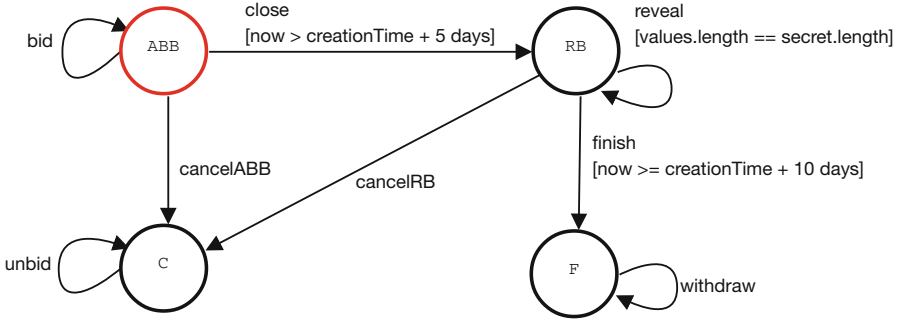 close
[now > creationTime + 5 days]
reveal
[values.length == secret.length]
bid
ABB
RB
finish
[now >= creationTime + 10 days]
cancelABB
cancelRB
unbid
C
F
withdraw